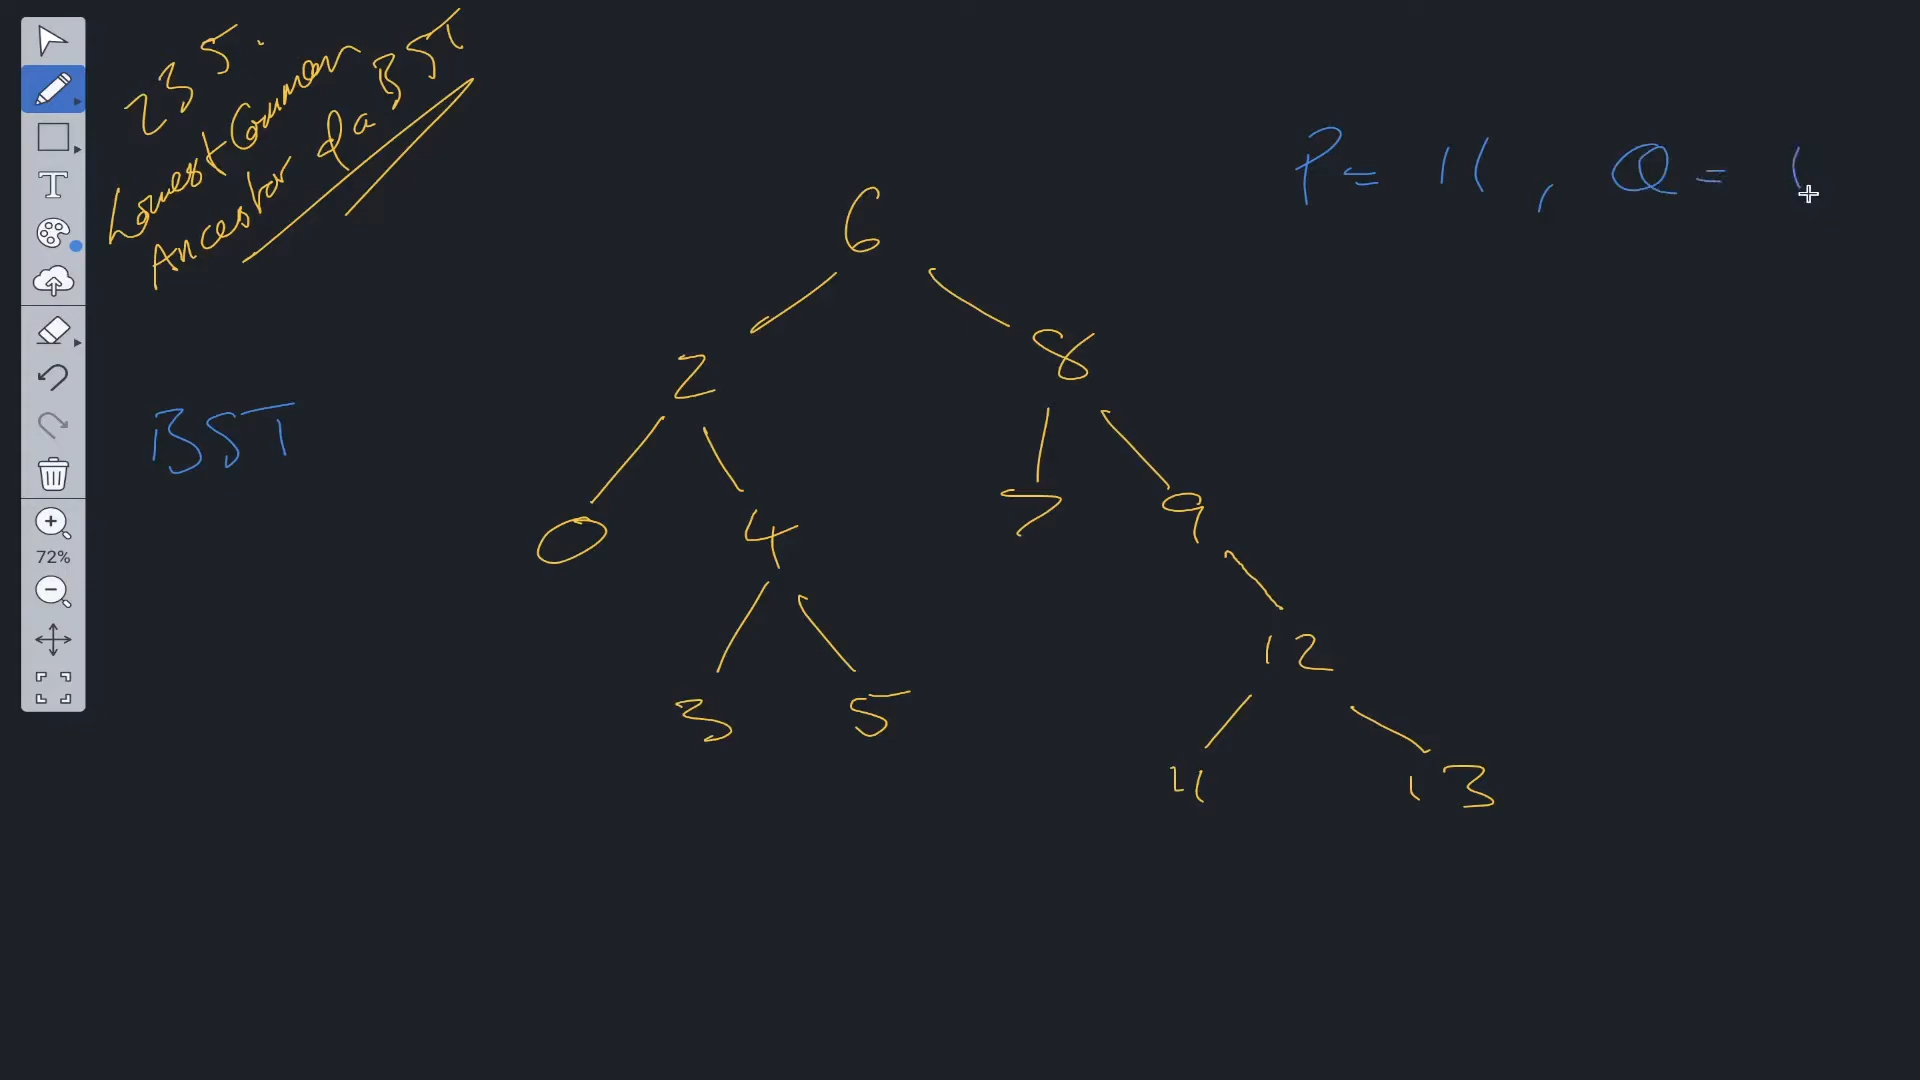 235.
Lowest Common
Ancestor of a BST
P = 11, Q = 1
6
2 8
BST
0 4 7 9
12
3 5
11 13
T
72%